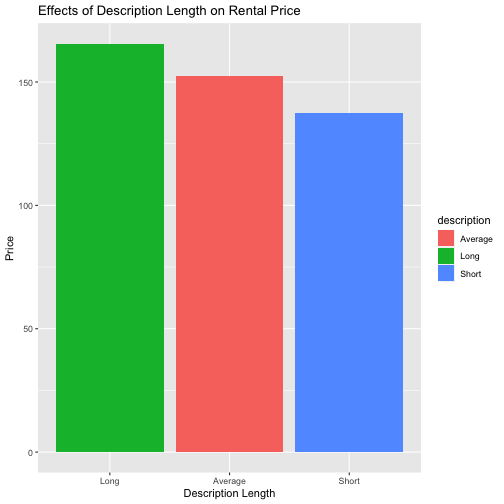 Effects of Description Length on Rental Price
Price
150
100
50
0
Long Average Short
Description Length
description
Average
Long
Short